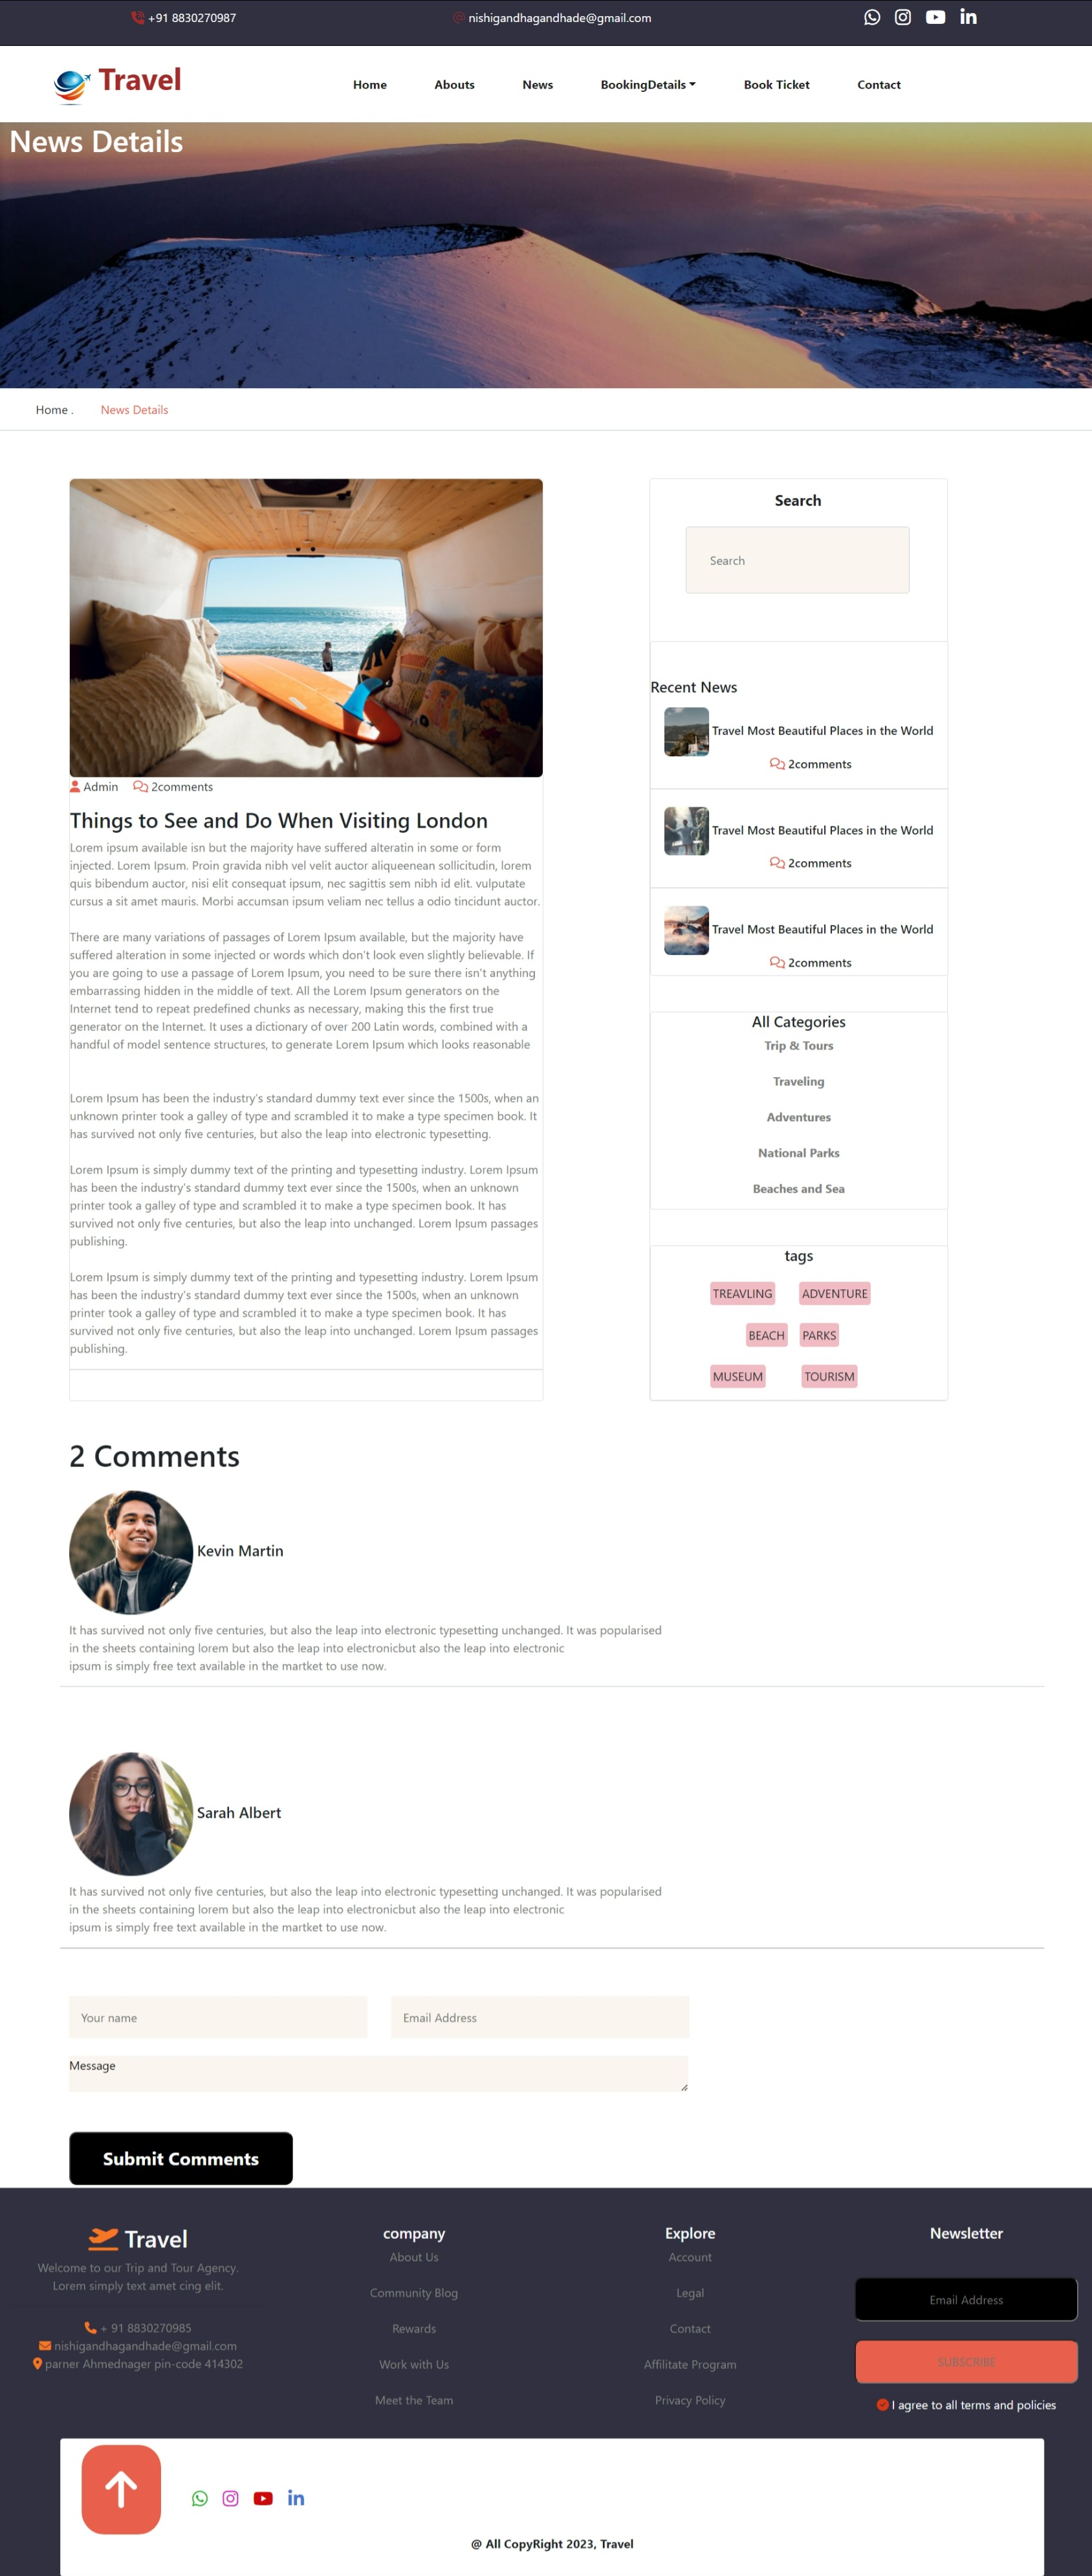 +91 8830270987
nishigandhagandhade@gmail.com
Travel
Home
Abouts
News
BookingDetails
Book Ticket
Contact
News Details
Home .
News Details
Admin
2comments
Things to See and Do When Visiting London
Lorem ipsum available isn but the majority have suffered alteratin in some or form
injected. Lorem Ipsum. Proin gravida nibh vel velit auctor aliqueenean sollicitudin, lorem
quis bibendum auctor, nisi elit consequat ipsum, nec sagittis sem nibh id elit. vulputate
cursus a sit amet mauris. Morbi accumsan ipsum veliam nec tellus a odio tincidunt auctor.
There are many variations of passages of Lorem Ipsum available, but the majority have
suffered alteration in some injected or words which don't look even slightly believable. If
you are going to use a passage of Lorem Ipsum, you need to be sure there isn't anything
embarrassing hidden in the middle of text. All the Lorem Ipsum generators on the
Internet tend to repeat predefined chunks as necessary, making this the first true
generator on the Internet. It uses a dictionary of over 200 Latin words, combined with a
handful of model sentence structures, to generate Lorem Ipsum which looks reasonable
Lorem Ipsum has been the industry's standard dummy text ever since the 1500s, when an
unknown printer took a galley of type and scrambled it to make a type specimen book. It
has survived not only five centuries, but also the leap into electronic typesetting.
Lorem Ipsum is simply dummy text of the printing and typesetting industry. Lorem Ipsum
has been the industry's standard dummy text ever since the 1500s, when an unknown
printer took a galley of type and scrambled it to make a type specimen book. It has
survived not only five centuries, but also the leap into unchanged. Lorem Ipsum passages
publishing.
Lorem Ipsum is simply dummy text of the printing and typesetting industry. Lorem Ipsum
has been the industry's standard dummy text ever since the 1500s, when an unknown
printer took a galley of type and scrambled it to make a type specimen book. It has
survived not only five centuries, but also the leap into unchanged. Lorem Ipsum passages
publishing.
Search
Search
Recent News
Travel Most Beautiful Places in the World
2comments
Travel Most Beautiful Places in the World
2comments
Travel Most Beautiful Places in the World
2comments
All Categories
Trip & Tours
Traveling
Adventures
National Parks
Beaches and Sea
tags
TREAVLING
ADVENTURE
BEACH
PARKS
MUSEUM
TOURISM
2 Comments
Kevin Martin
It has survived not only five centuries, but also the leap into electronic typesetting unchanged. It was popularised
in the sheets containing lorem but also the leap into electronicbut also the leap into electronic
ipsum is simply free text available in the martket to use now.
Sarah Albert
It has survived not only five centuries, but also the leap into electronic typesetting unchanged. It was popularised
in the sheets containing lorem but also the leap into electronicbut also the leap into electronic
ipsum is simply free text available in the martket to use now.
Your name
Email Address
Message
Submit Comments
Travel
Welcome to our Trip and Tour Agency.
Lorem simply text amet cing elit.
+ 91 8830270985
nishigandhagandhade@gmail.com
parner Ahmednager pin-code 414302
company
About Us
Community Blog
Rewards
Work with Us
Meet the Team
Explore
Account
Legal
Contact
Affilitate Program
Privacy Policy
Newsletter
Email Address
SUBSCRIBE
I agree to all terms and policies
@ All CopyRight 2023, Travel